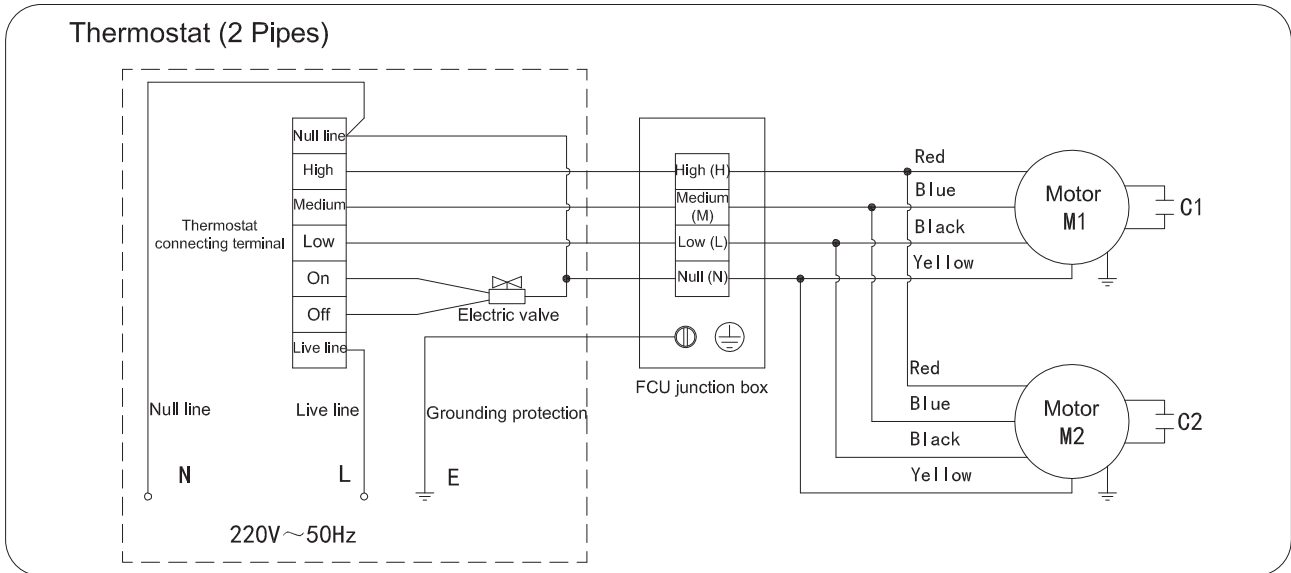 Thermostat (2 Pipes)
Null line
High
Medium
Low
On
Off
Live line
Thermostat
connecting terminal
Electric valve
Null line
Live line
Grounding protection
N
L
E
220V～50Hz
High (H)
Medium
(M)
Low (L)
Null (N)
FCU junction box
Red
Blue
Black
Yellow
Motor
M1
C1
Red
Blue
Black
Yellow
Motor
M2
C2